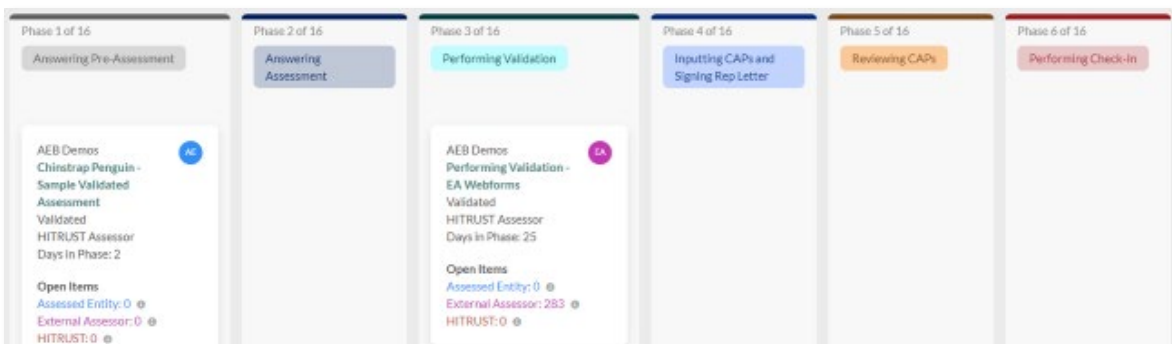 Phase 1 of 16
Answering Pre-Assessment
AEB Demos
AE
Chinstrap Penguin -
Sample Validated
Assessment
Validated
HITRUST Assessor
Days in Phase: 2
Open Items
Assessed Entity: 0
External Assessor: 0
HITRUST: 0
Phase 2 of 16
Answering
Assessment
Phase 3 of 16
Performing Validation
AEB Demos
EA
Performing Validation -
EA Webforms
Validated
HITRUST Assessor
Days in Phase: 25
Open Items
Assessed Entity: 0
External Assessor: 283
HITRUST: 0
Phase 4 of 16
Inputting CAPs and
Signing Rep Letter
Phase 5 of 16
Reviewing CAPs
Phase 6 of 16
Performing Check-In